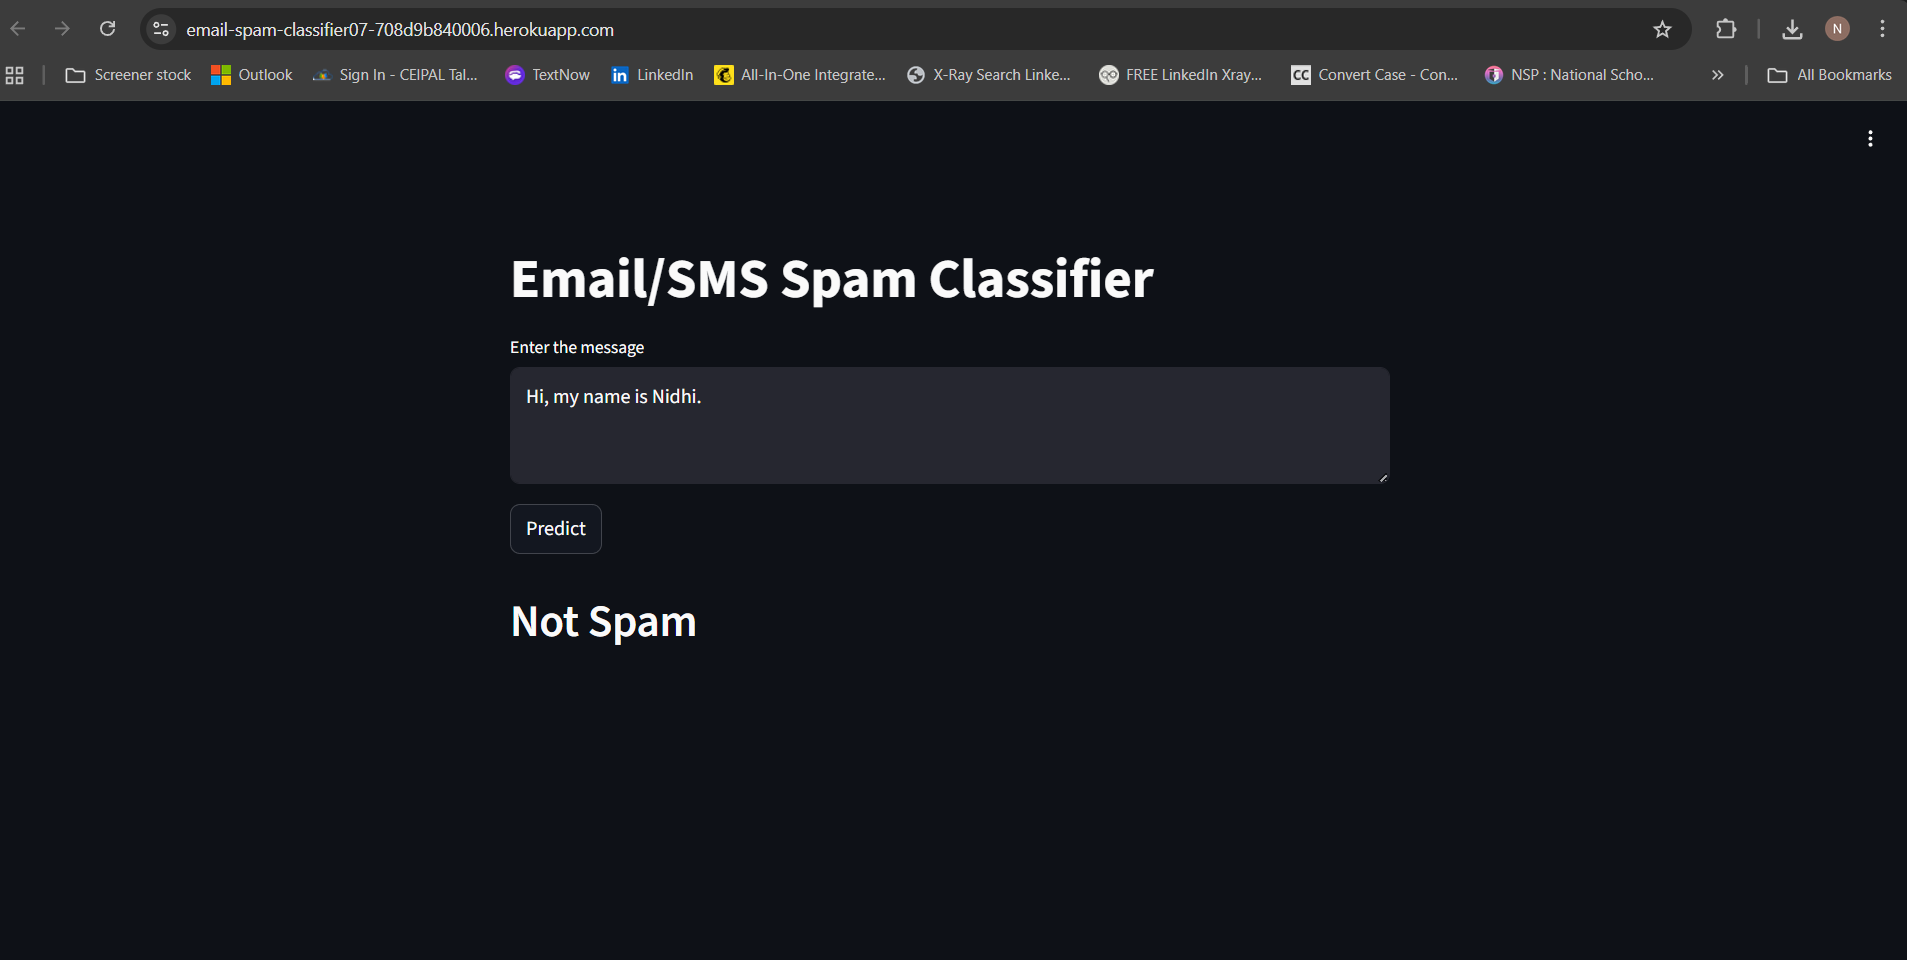 email-spam-classifier07-708d9b840006.herokuapp.com
N
Screener stock Outlook Sign In - CEIPAL Tal... TextNow in LinkedIn All-In-One Integrate... X-Ray Search Linke... FREE LinkedIn Xray... CC Convert Case - Con... NSP : National Scho... All Bookmarks
Email/SMS Spam Classifier
Enter the message
Hi, my name is Nidhi.
Predict
Not Spam